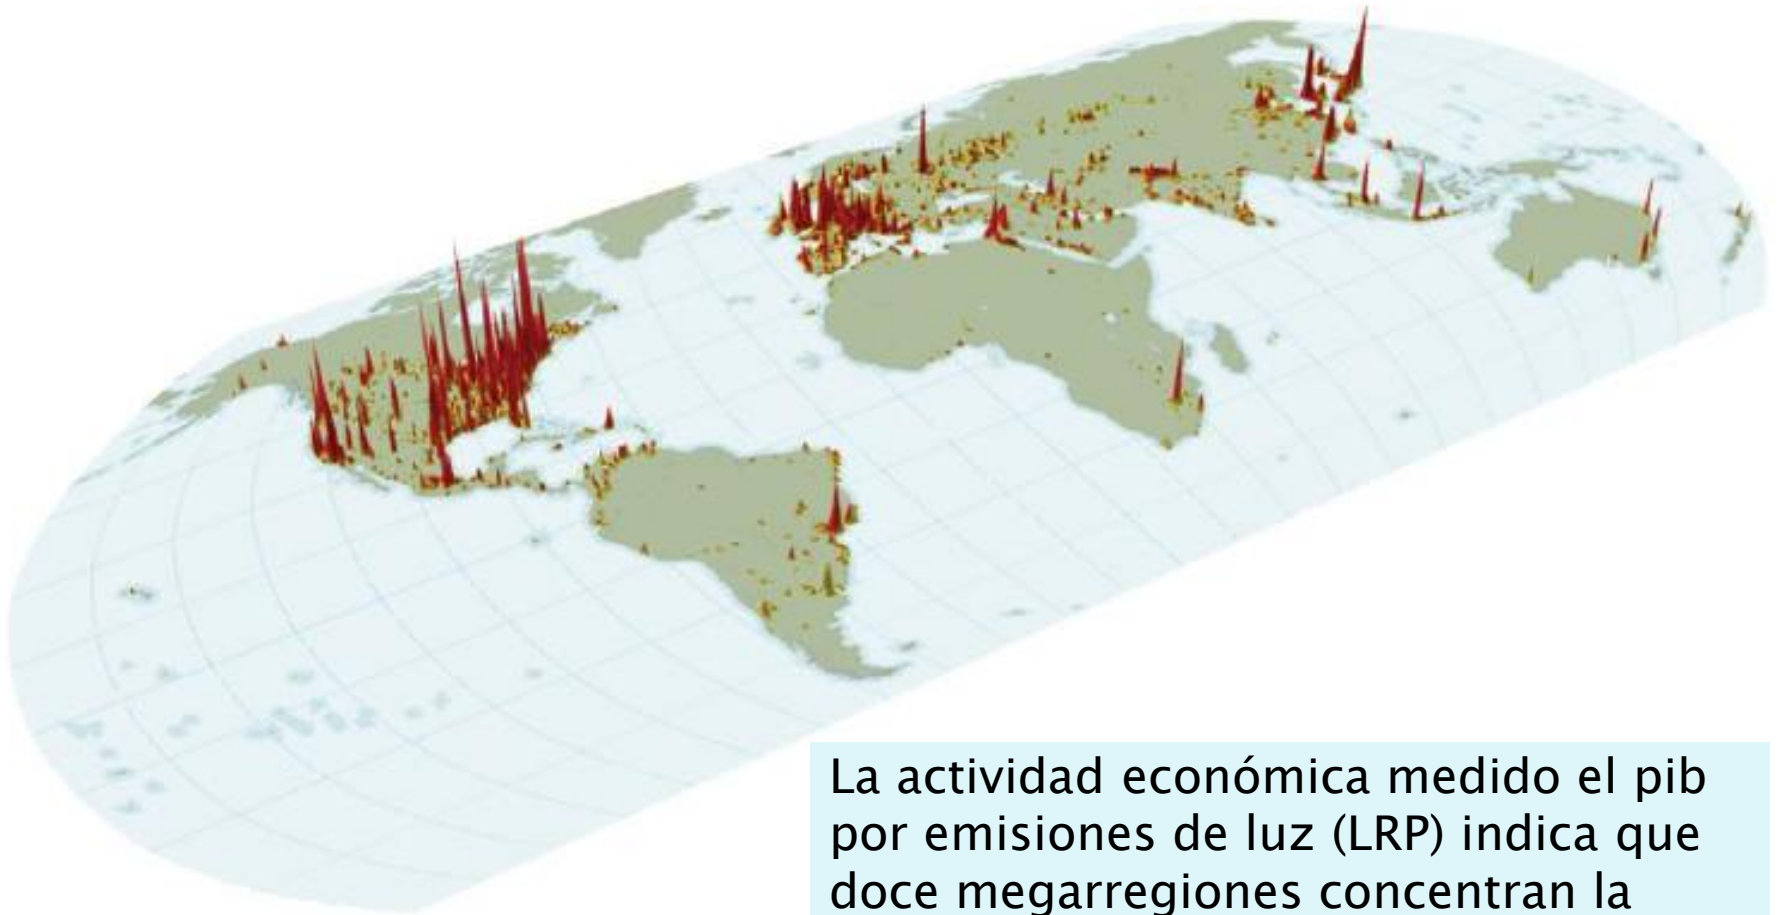 La actividad económica medido el pib
por emisiones de luz (LRP) indica que
doce megarregiones concentran la